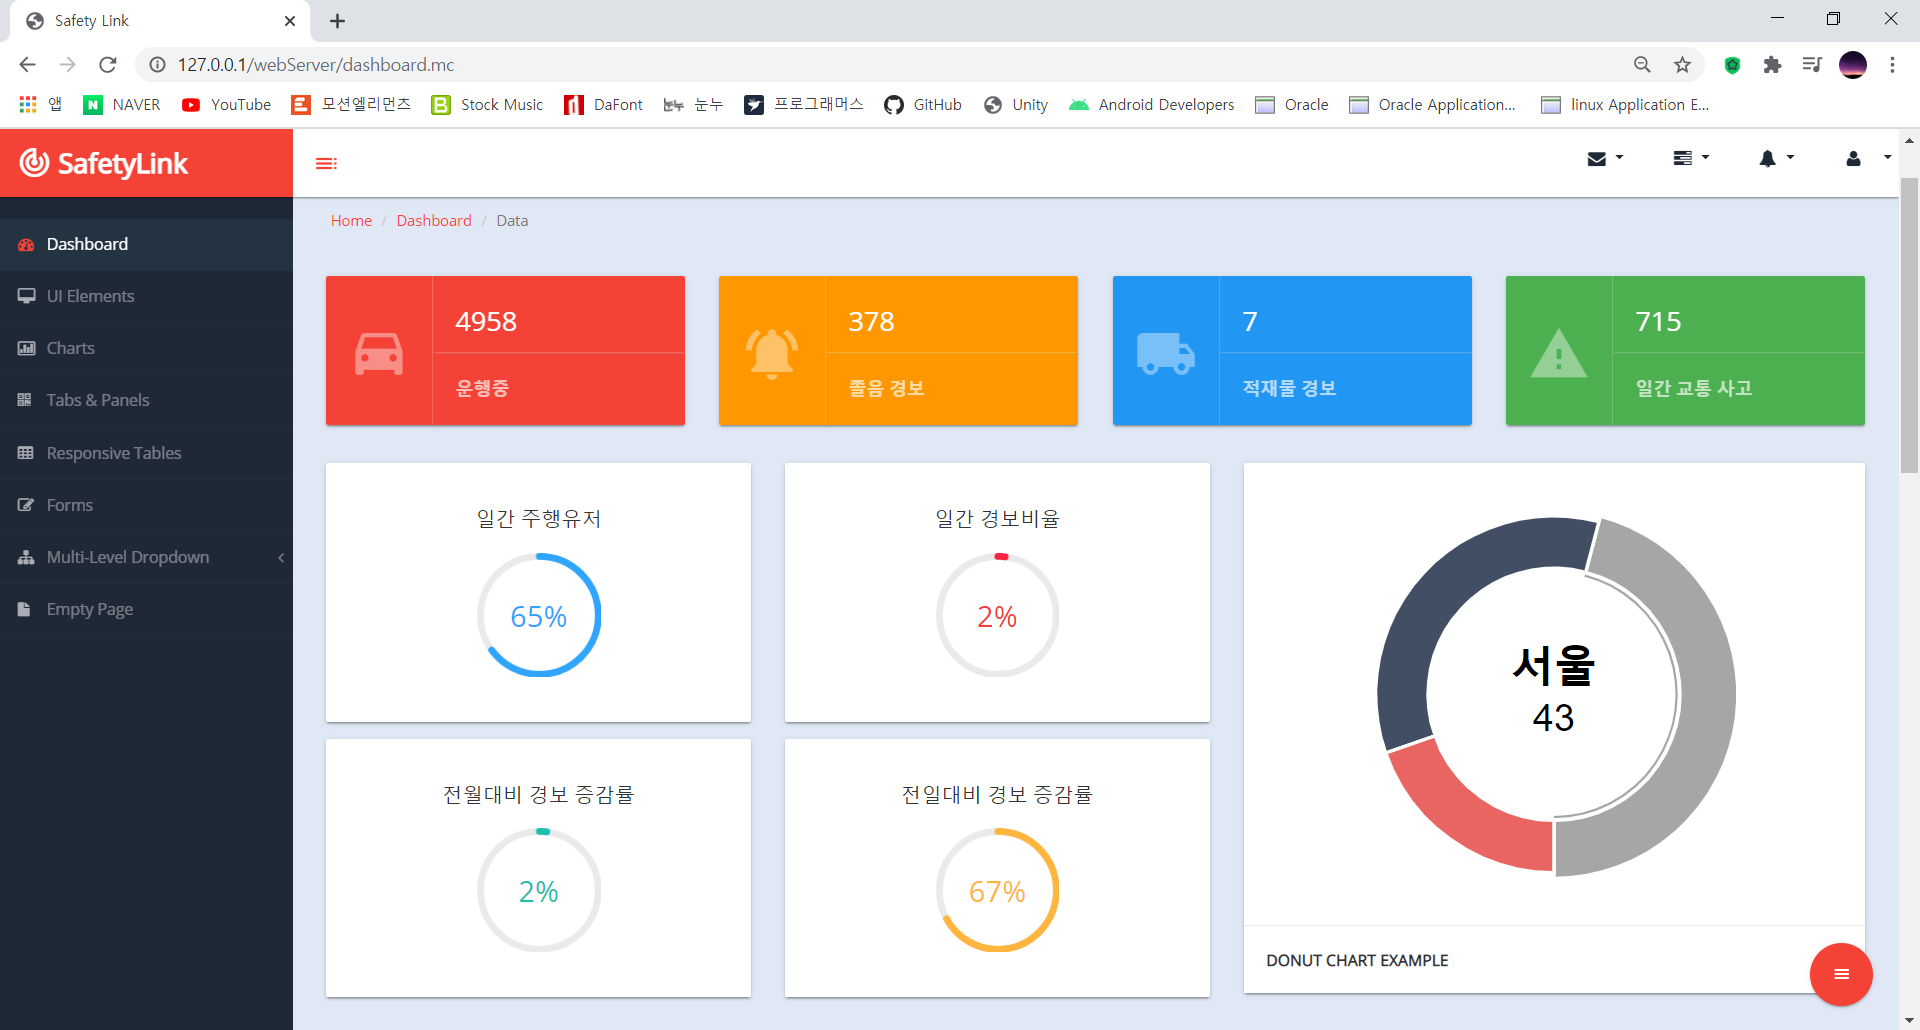 Safety Link
127.0.0.1/webServer/dashboard.mc
앱 NAVER YouTube 모션엘리먼츠 Stock Music DaFont 눈누 프로그래머스 GitHub Unity Android Developers Oracle Oracle Application... linux Application E...
SafetyLink
Home / Dashboard / Data
Dashboard
UI Elements
Charts
Tabs & Panels
Responsive Tables
Forms
Multi-Level Dropdown
Empty Page
4958
운행중
378
졸음 경보
7
적재물 경보
715
일간 교통 사고
일간 주행유저
65%
일간 경보비율
2%
전월대비 경보 증감률
2%
전일대비 경보 증감률
67%
서울
43
DONUT CHART EXAMPLE